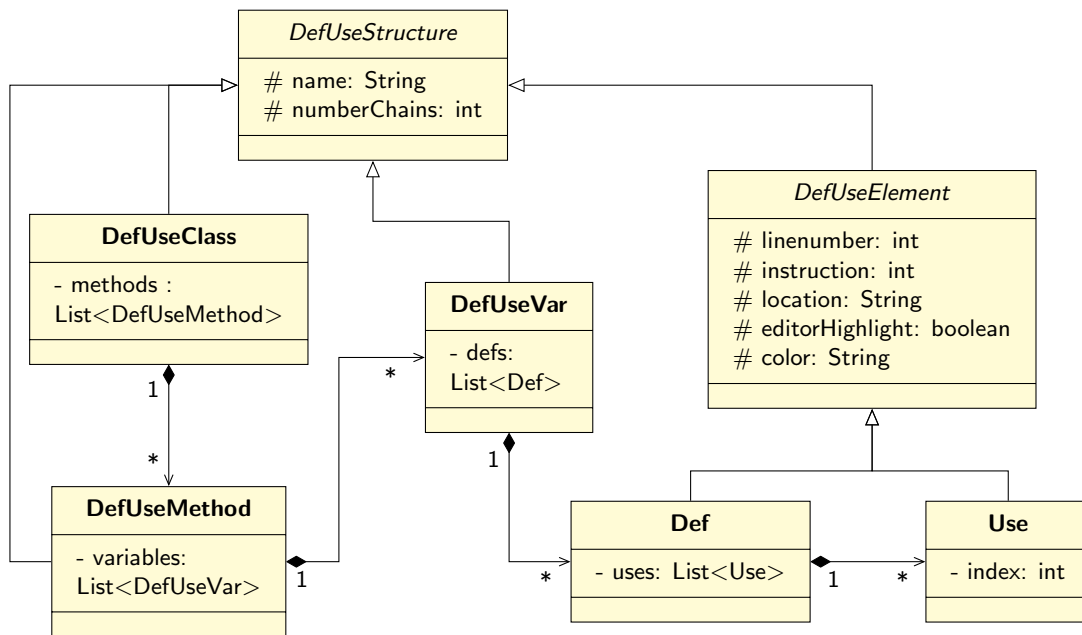 DefUseStructure
# name: String
# numberChains: int
DefUseElement
# linenumber: int
# instruction: int
# location: String
# editorHighlight: boolean
# color: String
DefUseClass
- methods :
List<DefUseMethod>
1
*
DefUseVar
- defs:
List<Def>
*
1
DefUseMethod
- variables:
List<DefUseVar>
1
*
Def
- uses: List<Use>
1
*
Use
- index: int